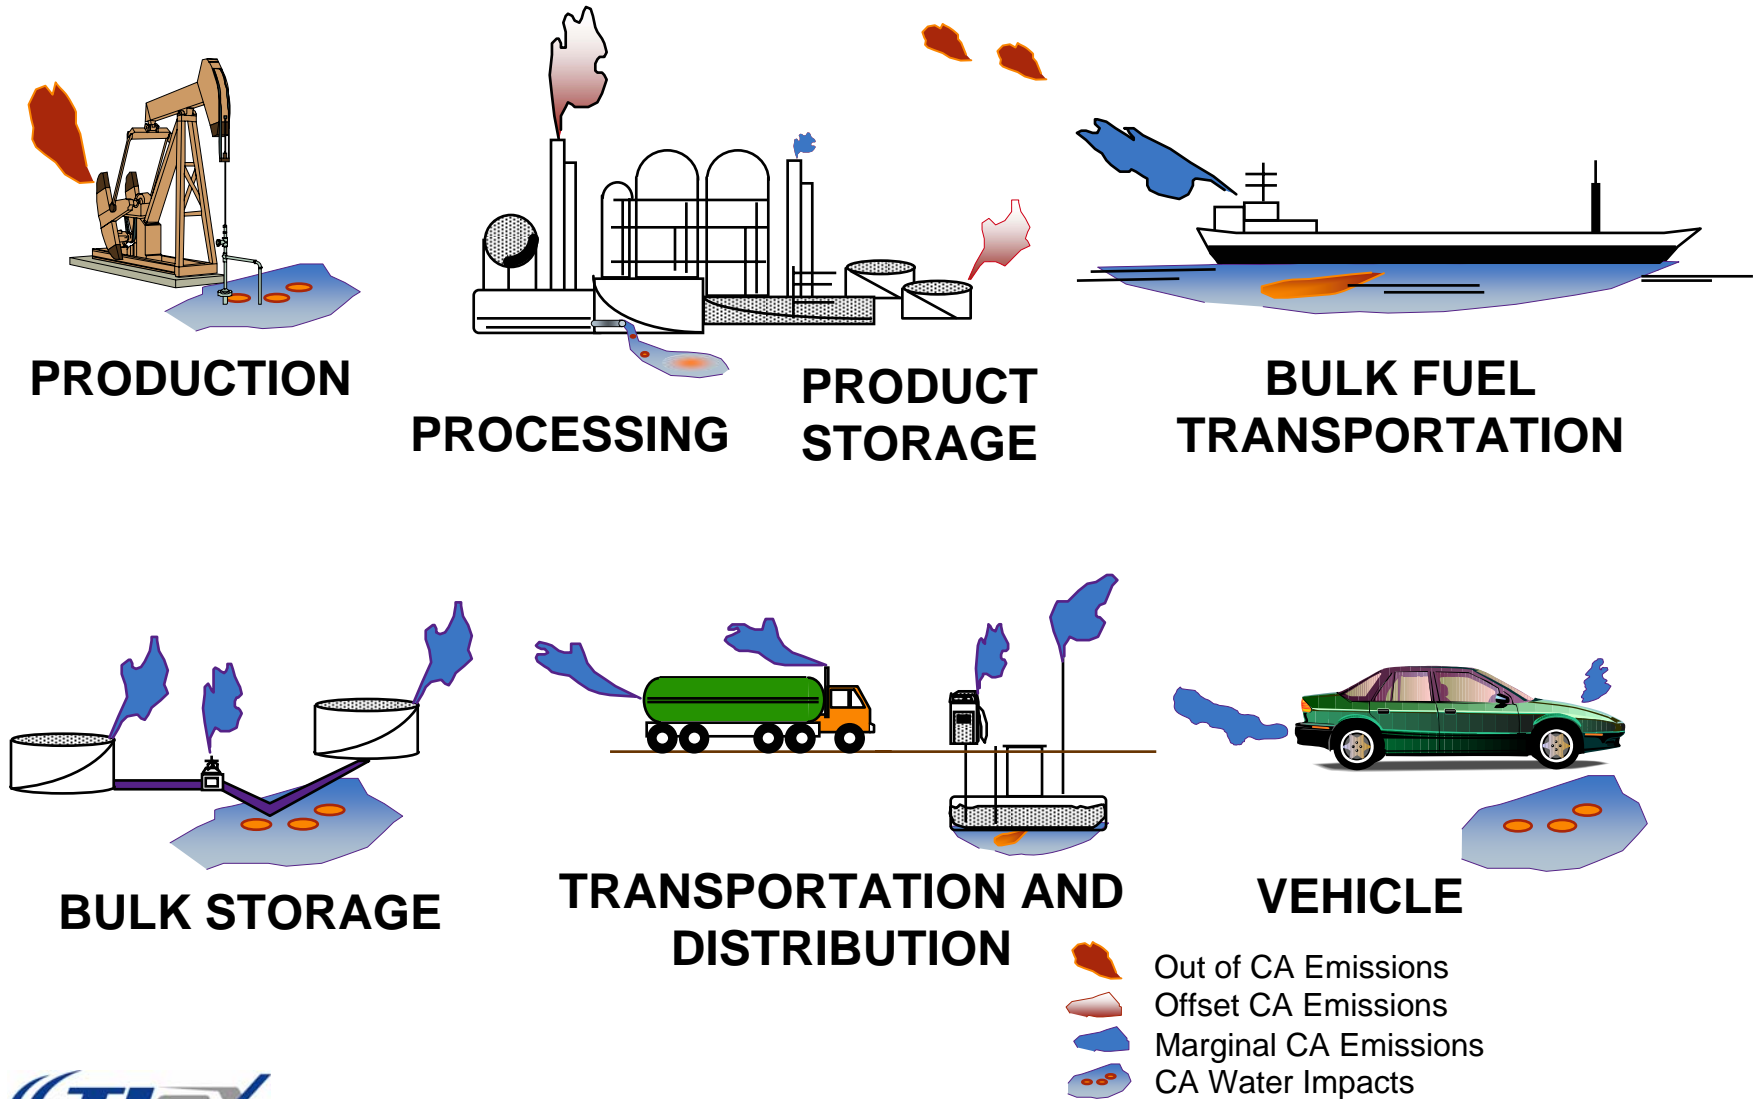 PRODUCTION
PROCESSING
PRODUCT
STORAGE
BULK FUEL
TRANSPORTATION
BULK STORAGE
TRANSPORTATION AND
DISTRIBUTION
VEHICLE
Out of CA Emissions
Offset CA Emissions
Marginal CA Emissions
CA Water Impacts